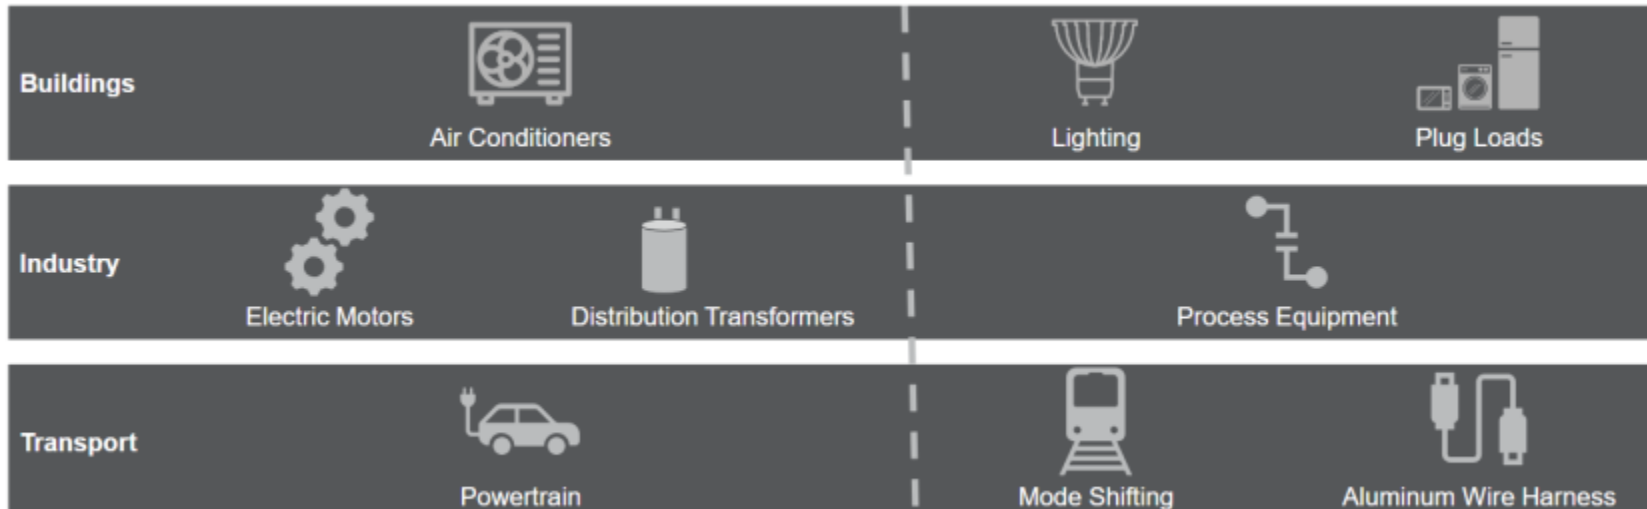 Buildings
Air Conditioners
Lighting
Plug Loads
Industry
Electric Motors
Distribution Transformers
Process Equipment
Transport
Powertrain
Mode Shifting
Aluminum Wire Harness